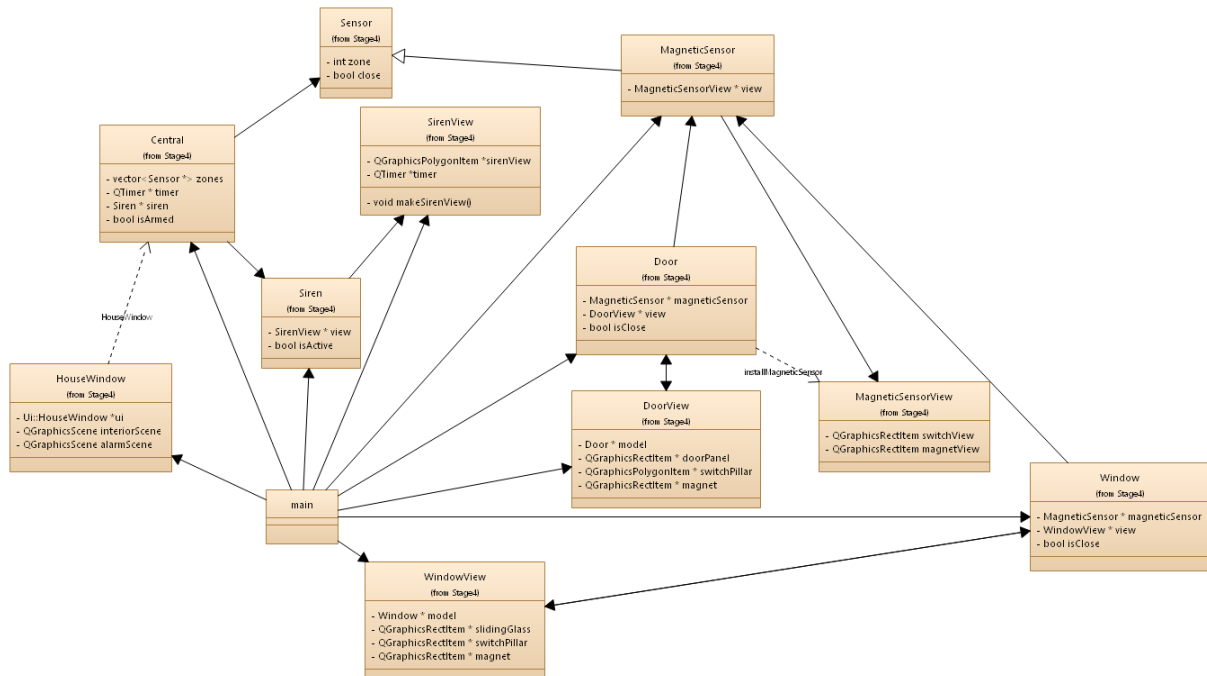 Sensor
(from Stage4)
- int zone
- bool close
MagneticSensor
(from Stage4)
- MagneticSensorView * view
SirenView
(from Stage4)
- QGraphicsPolygonItem *sirenView
- QTimer *timer
- void makeSirenView()
Central
(from Stage4)
- vector<Sensor *> zones
- QTimer * timer
- Siren * siren
- bool isArmed
Siren
(from Stage4)
- SirenView * view
- bool isActive
Door
(from Stage4)
- MagneticSensor * magneticSensor
- DoorView * view
- bool isClose
HouseWindow
installMagneticSensor
HouseWindow
(from Stage4)
- Ui::HouseWindow *ui
- QGraphicsScene interiorScene
- QGraphicsScene alarmScene
DoorView
(from Stage4)
- Door * model
- QGraphicsRectItem * doorPanel
- QGraphicsPolygonItem * switchPillar
- QGraphicsRectItem * magnet
MagneticSensorView
(from Stage4)
- QGraphicsRectItem switchView
- QGraphicsRectItem magnetView
main
Window
(from Stage4)
- MagneticSensor * magneticSensor
- WindowView * view
- bool isClose
WindowView
(from Stage4)
- Window * model
- QGraphicsRectItem * slidingGlass
- QGraphicsRectItem * switchPillar
- QGraphicsRectItem * magnet